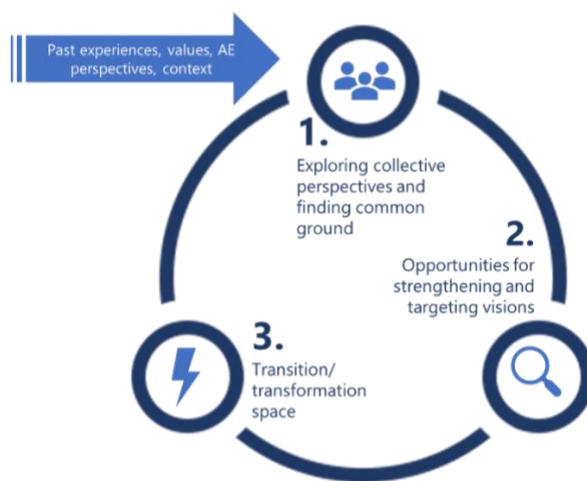 Past experiences, values, AE
perspectives, context
1.
Exploring collective
perspectives and
finding common
ground
2.
Opportunities for
strengthening and
targeting visions
3.
Transition/
transformation
space